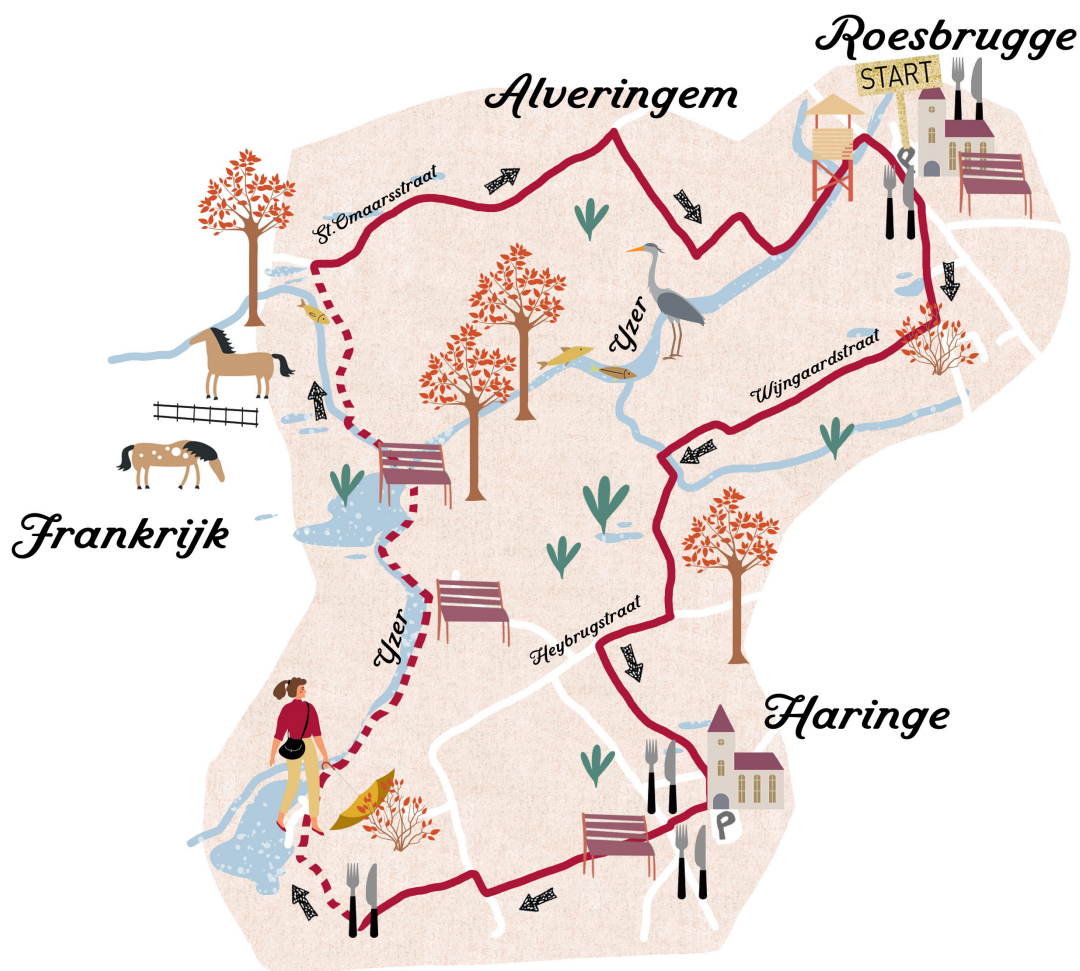 Roesbrugge
START
Alveringem
St.Omaarsstraat
Yzer
Wijngaardstraat
Frankrijk
Yzer
Heybrugstraat
Haringe
P
P